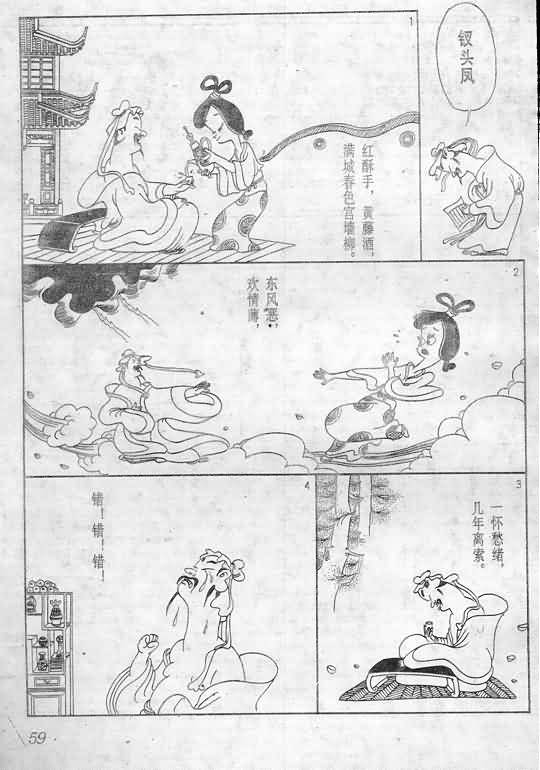 钗头凤
1
红酥手，黄藤酒，
满城春色宫墙柳。
2
东风恶，
欢情薄，
3
一怀愁绪，
几年离索。
4
错！错！错！
59